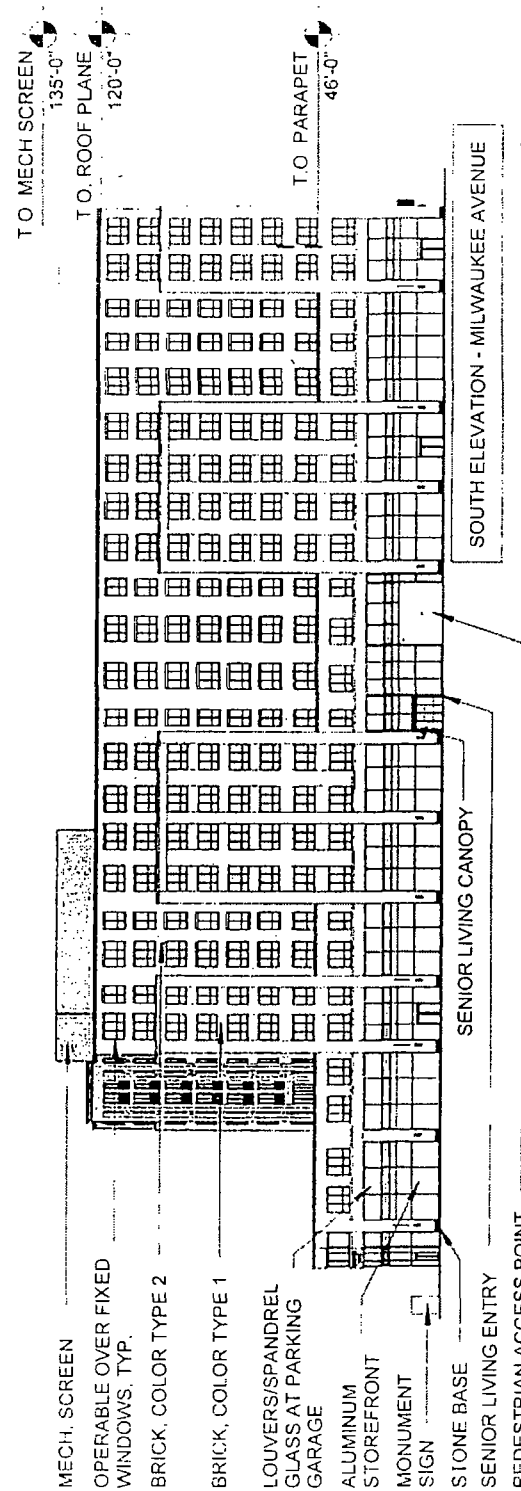 MECH. SCREEN
OPERABLE OVER FIXED
WINDOWS, TYP.
BRICK, COLOR TYPE 2
BRICK, COLOR TYPE 1
LOUVERS/SPANDREL
GLASS AT PARKING
GARAGE
ALUMINUM
STOREFRONT
MONUMENT
SIGN
STONE BASE
SENIOR LIVING ENTRY
PEDESTRIAN ACCESS POINT
SENIOR LIVING CANOPY
SOUTH ELEVATION - MILWAUKEE AVENUE
T O MECH SCREEN
135'-0"
T O. ROOF PLANE
120'-0"
T.O PARAPET
46'-0"